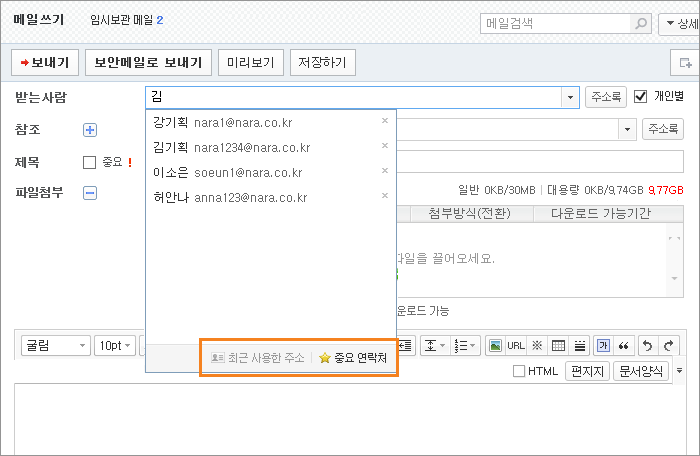 메일쓰기 임시보관 메일 2 메일검색 ▼ 상세
➔보내기 보안메일로 보내기 미리보기 저장하기
받는사람 김 주소록 개인별
강기획 nara1@nara.co.kr ×
참조 주소록
김기획 nara1234@nara.co.kr ×
제목 중요 !
이소은 soeun1@nara.co.kr ×
파일첨부 일반 0KB/30MB | 대용량 0KB/9,74GB 9,77GB
허안나 anna123@nara.co.kr ×
첨부방식(전환) 다운로드 가능기간
파일을 끌어오세요.
운로드 가능
굴림 10pt URL ※ 가 “
최근 사용한 주소 | 중요 연락처
HTML 편지지 문서양식